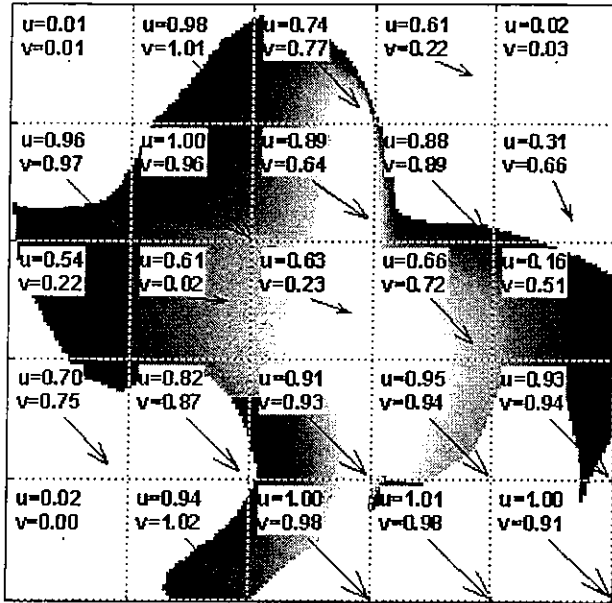 u=0.01 u=0.98 u=0.74 u=0.61 u=0.02
v=0.01 v=1.01 v=0.77 v=0.22 v=0.03
u=0.96 u=1.00 u=0.89 u=0.88 u=0.31
v=0.97 v=0.96 v=0.64 v=0.89 v=0.66
u=0.54 u=0.61 u=0.63 u=0.66 u=0.16
v=0.22 v=0.02 v=0.23 v=0.72 v=0.51
u=0.70 u=0.82 u=0.91 u=0.95 u=0.93
v=0.75 v=0.87 v=0.93 v=0.94 v=0.94
u=0.02 u=0.94 u=1.00 u=1.01 u=1.00
v=0.00 v=1.02 v=0.98 v=0.98 v=0.91